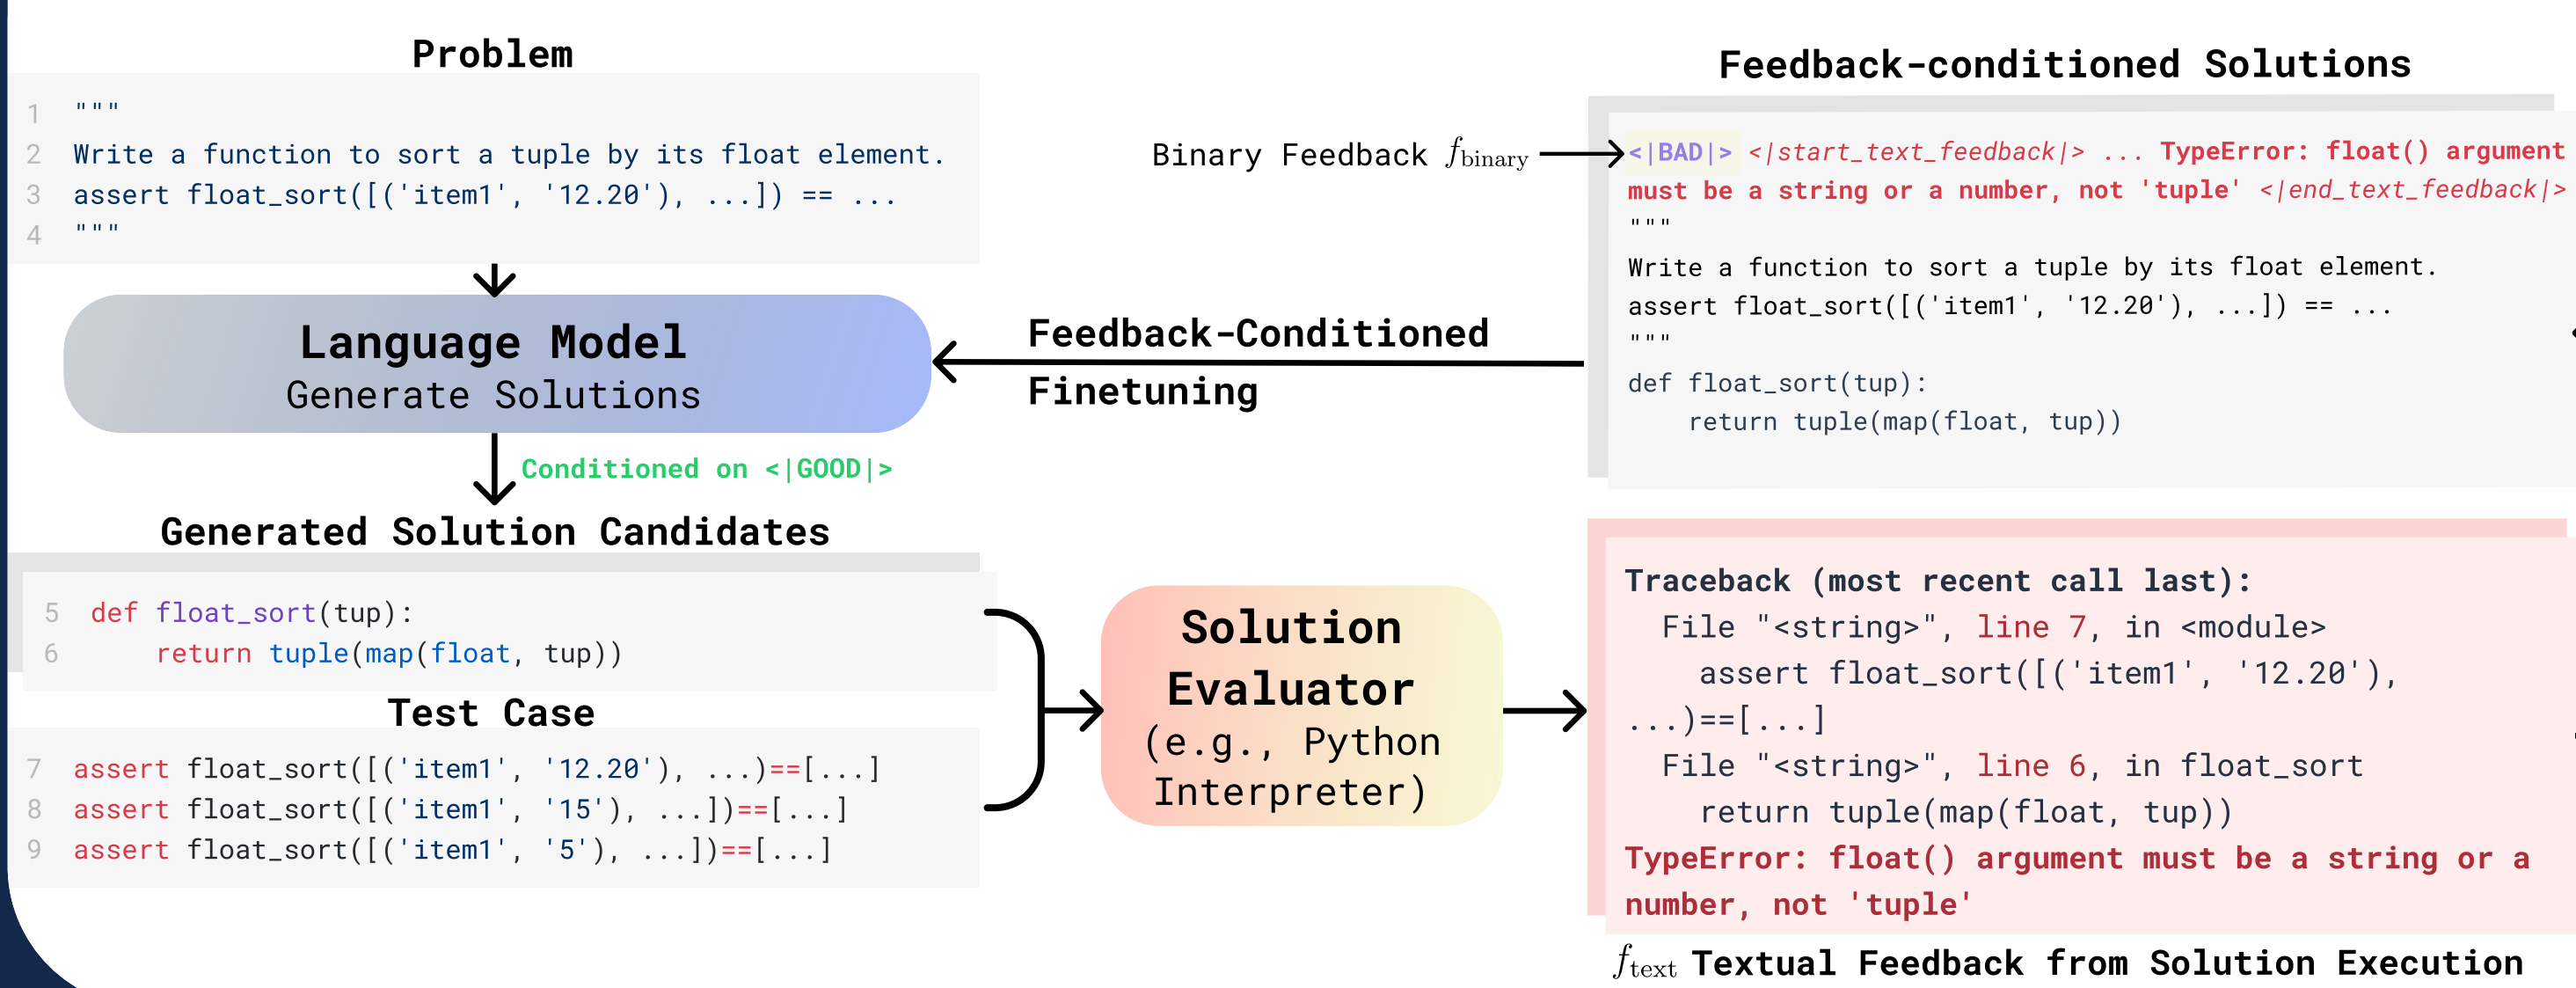 Problem
1 """
2 Write a function to sort a tuple by its float element.
3 assert float_sort([('item1', '12.20'), ...]) == ...
4 """
Language Model
Generate Solutions
Conditioned on <|GOOD|>
Generated Solution Candidates
5 def float_sort(tup):
6     return tuple(map(float, tup))
Test Case
7 assert float_sort([('item1', '12.20'), ...)==[...]
8 assert float_sort([('item1', '15'), ...])==[...]
9 assert float_sort([('item1', '5'), ...])==[...]
Solution
Evaluator
(e.g., Python
Interpreter)
Feedback-Conditioned
Finetuning
Binary Feedback f_binary
Feedback-conditioned Solutions
<|BAD|> <|start_text_feedback|> ... TypeError: float() argument
must be a string or a number, not 'tuple' <|end_text_feedback|>
"""
Write a function to sort a tuple by its float element.
assert float_sort([('item1', '12.20'), ...]) == ...
"""
def float_sort(tup):
    return tuple(map(float, tup))
Traceback (most recent call last):
  File "<string>", line 7, in <module>
    assert float_sort([('item1', '12.20'),
...)==[...]
  File "<string>", line 6, in float_sort
    return tuple(map(float, tup))
TypeError: float() argument must be a string or a
number, not 'tuple'
f_text Textual Feedback from Solution Execution